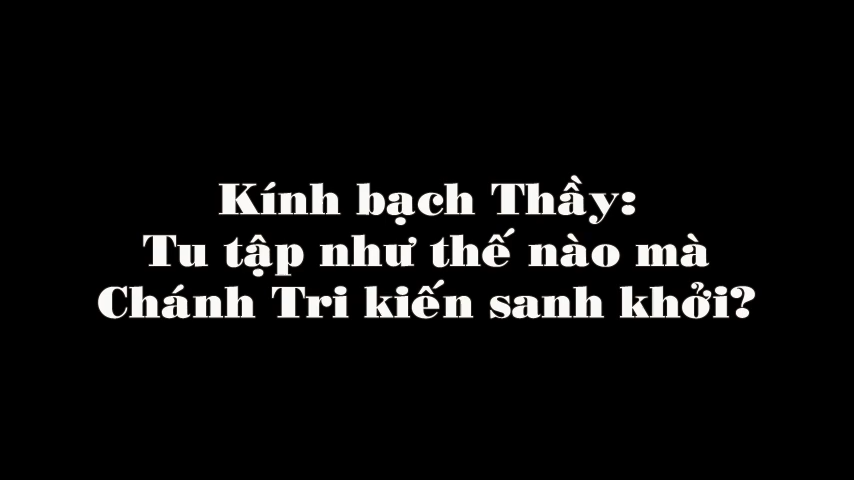 Kính bạch Thầy:
Tu tập như thế nào mà
Chánh Tri kiến sanh khởi?